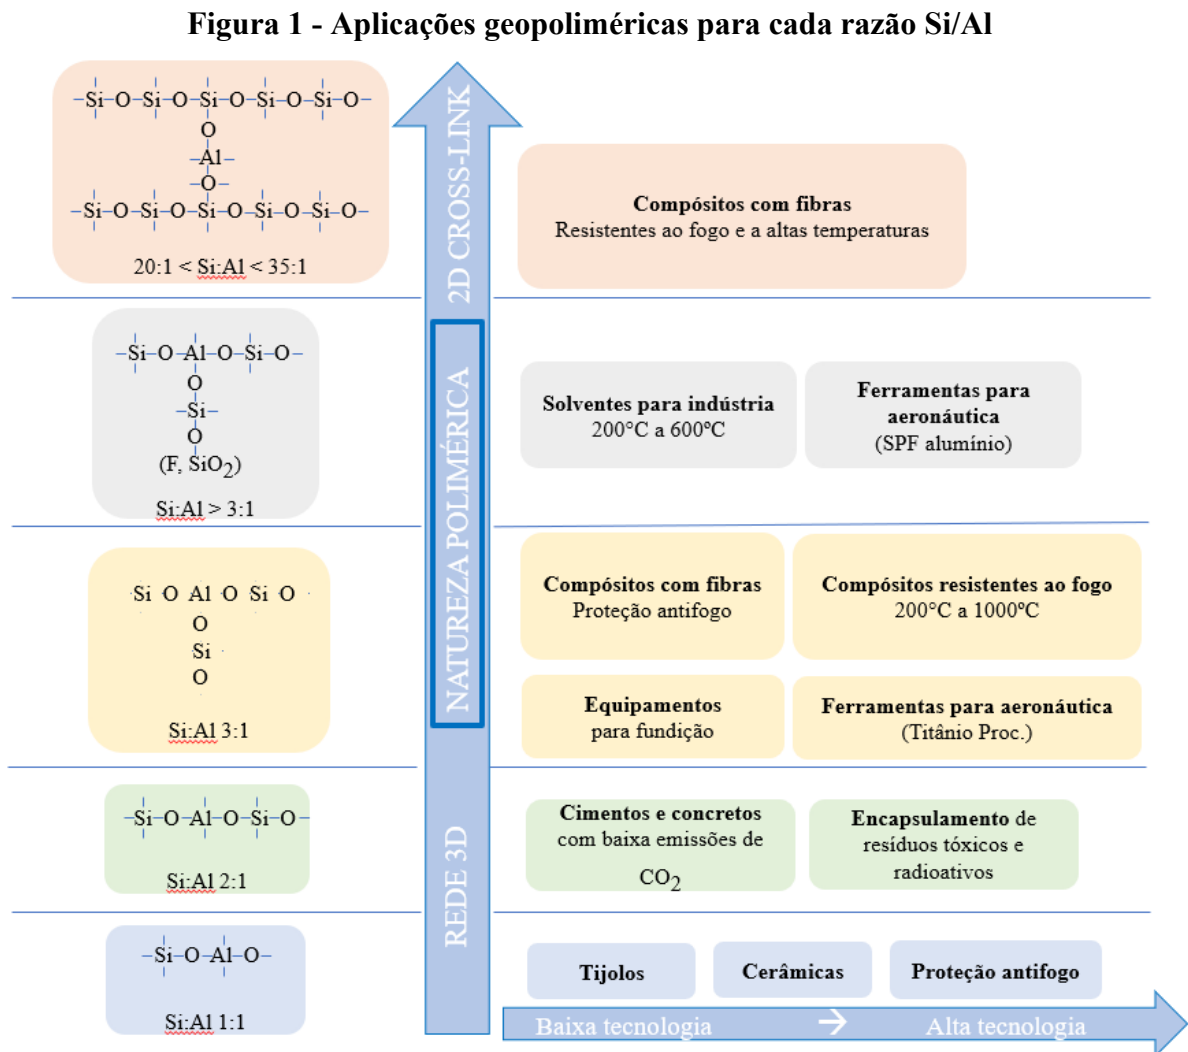 Figura 1 - Aplicações geopoliméricas para cada razão Si/Al
–Si–O–Si–O–Si–O–Si–O–Si–O–
O
–Al–
–O–
–Si–O–Si–O–Si–O–Si–O–Si–O–
20:1 < Si:Al < 35:1
2D CROSS-LINK
Compósitos com fibras
Resistentes ao fogo e a altas temperaturas
–Si–O–Al–O–Si–O–
O
–Si–
O
(F, SiO2)
Si:Al > 3:1
NATUREZA POLIMÉRICA
Solventes para indústria
200°C a 600ºC
Ferramentas para
aeronáutica
(SPF alumínio)
Si O Al O Si O
O
Si
O
Si:Al 3:1
Compósitos com fibras
Proteção antifogo
Compósitos resistentes ao fogo
200°C a 1000ºC
Equipamentos
para fundição
Ferramentas para aeronáutica
(Titânio Proc.)
–Si–O–Al–O–Si–O–
Si:Al 2:1
REDE 3D
Cimentos e concretos
com baixa emissões de
CO2
Encapsulamento de
resíduos tóxicos e
radioativos
–Si–O–Al–O–
Si:Al 1:1
Tijolos
Cerâmicas
Proteção antifogo
Baixa tecnologia → Alta tecnologia